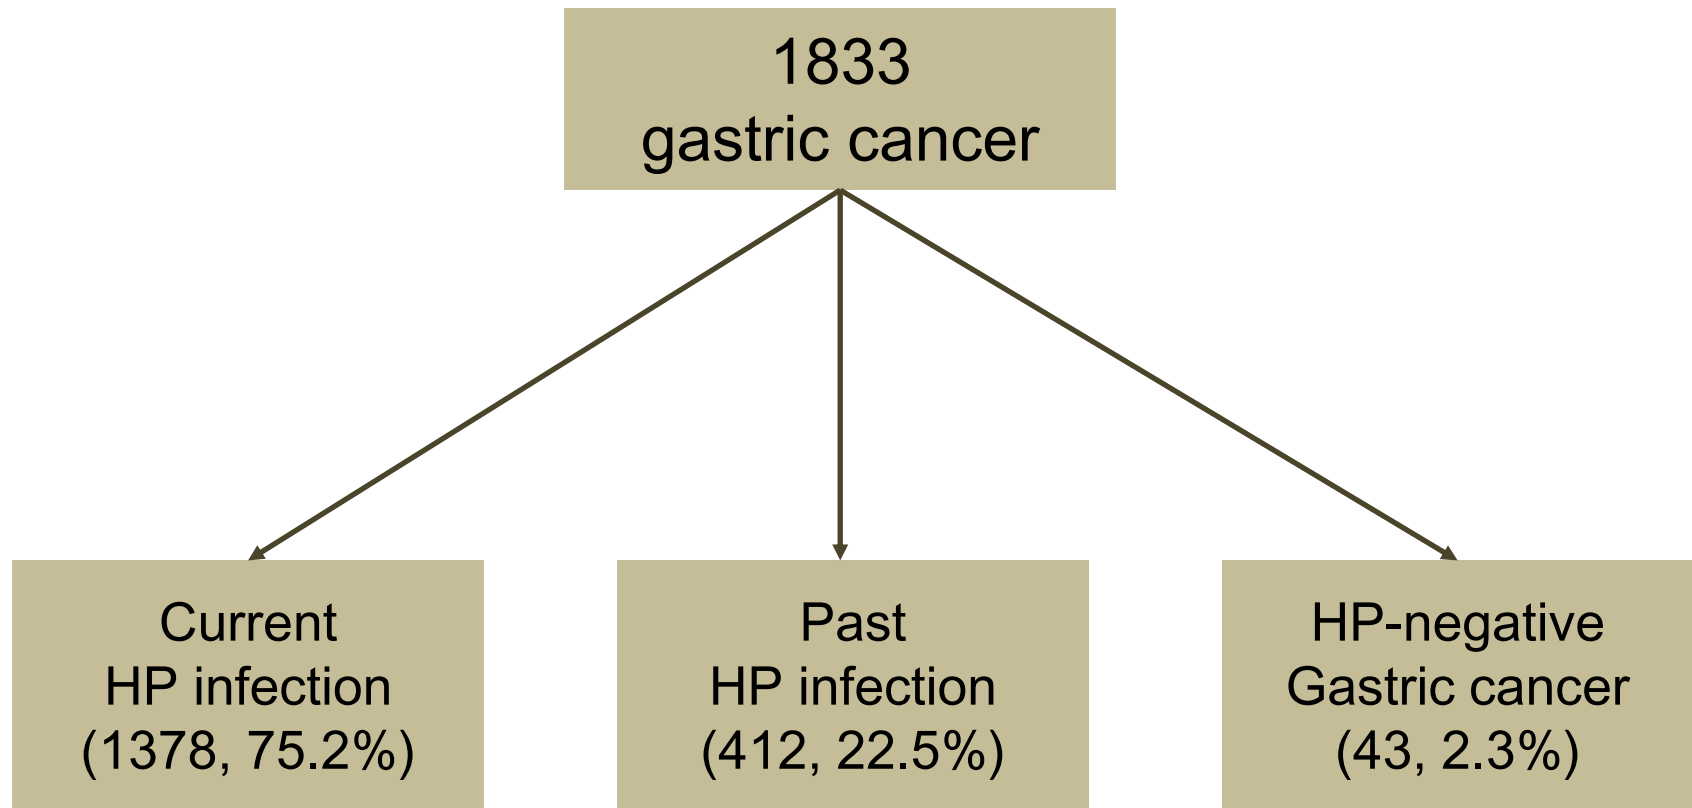 1833
gastric cancer
Current
HP infection
(1378, 75.2%)
Past
HP infection
(412, 22.5%)
HP-negative
Gastric cancer
(43, 2.3%)